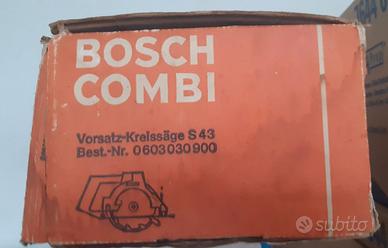 BOSCH
COMBI
Vorsatz-Kreissäge S 43
Best.-Nr. 0603030900
subito